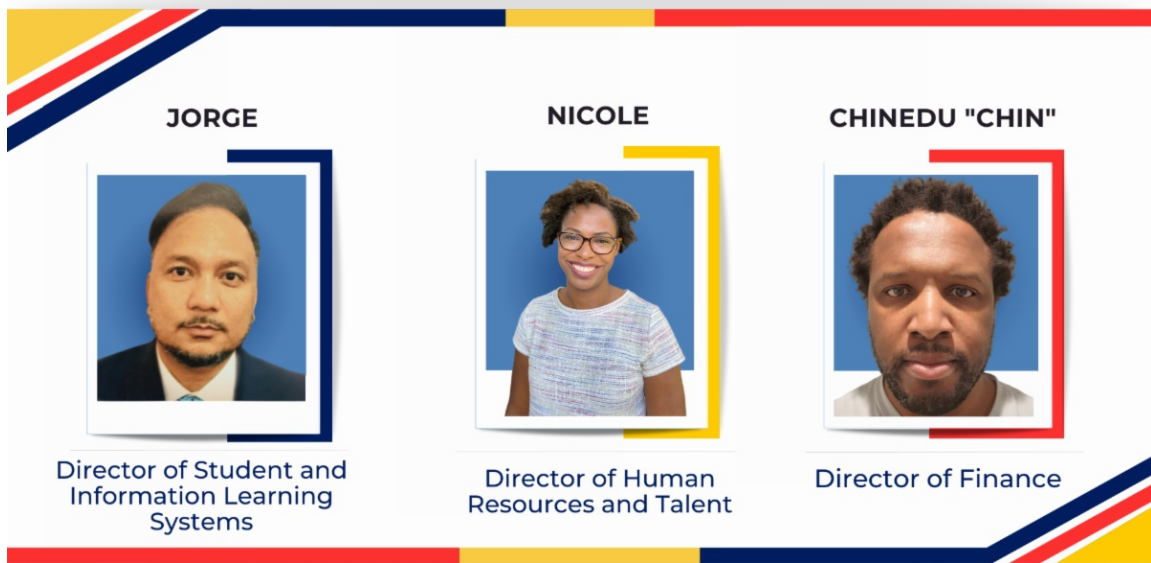 JORGE
NICOLE
CHINEDU "CHIN"
Director of Student and
Information Learning
Systems
Director of Human
Resources and Talent
Director of Finance